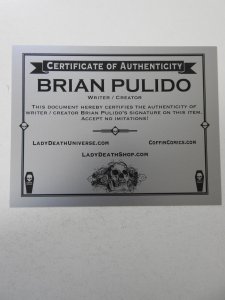 CERTIFICATE OF AUTHENTICITY
BRIAN PULIDO
WRITER / CREATOR
THIS DOCUMENT HEREBY CERTIFIES THE AUTHENTICITY OF
WRITER / CREATOR BRIAN PULIDO'S SIGNATURE ON THIS ITEM.
ACCEPT NO IMITATIONS!
LADYDEATHUNIVERSE.COM COFFINCOMICS.COM
LADYDEATHSHOP.COM